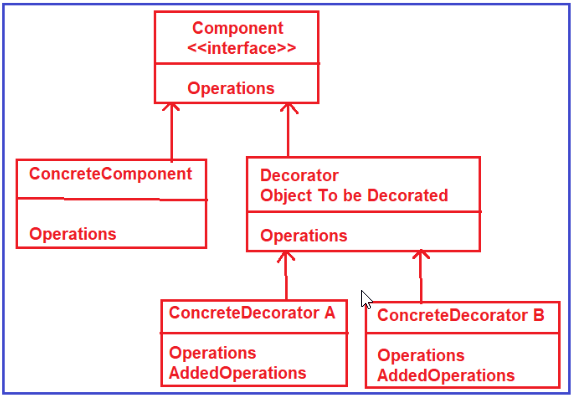 Component
<<interface>>
Operations
ConcreteComponent
Operations
Decorator
Object To be Decorated
Operations
ConcreteDecorator A
Operations
AddedOperations
ConcreteDecorator B
Operations
AddedOperations